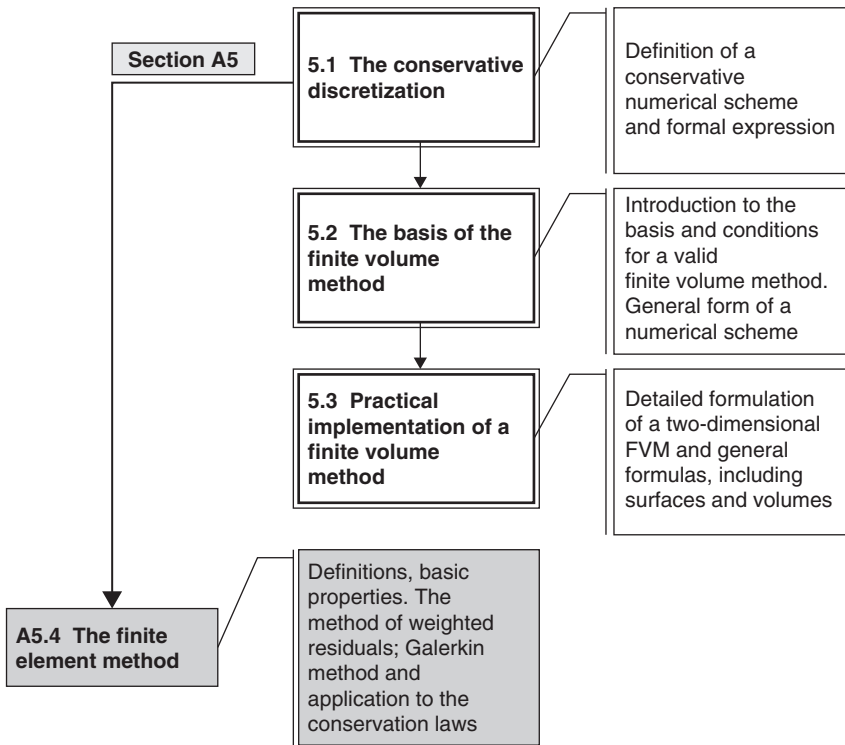 Section A5
5.1 The conservative
discretization
Definition of a
conservative
numerical scheme
and formal expression
5.2 The basis of the
finite volume
method
Introduction to the
basis and conditions
for a valid
finite volume method.
General form of a
numerical scheme
5.3 Practical
implementation of a
finite volume
method
Detailed formulation
of a two-dimensional
FVM and general
formulas, including
surfaces and volumes
A5.4 The finite
element method
Definitions, basic
properties. The
method of weighted
residuals; Galerkin
method and
application to the
conservation laws